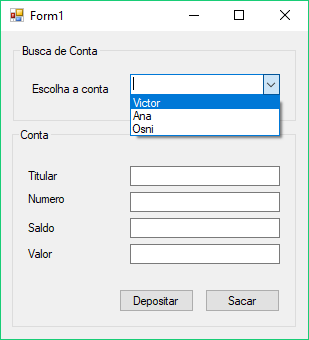 Form1
Busca de Conta
Escolha a conta
Victor
Ana
Osni
Conta
Titular
Numero
Saldo
Valor
Depositar Sacar